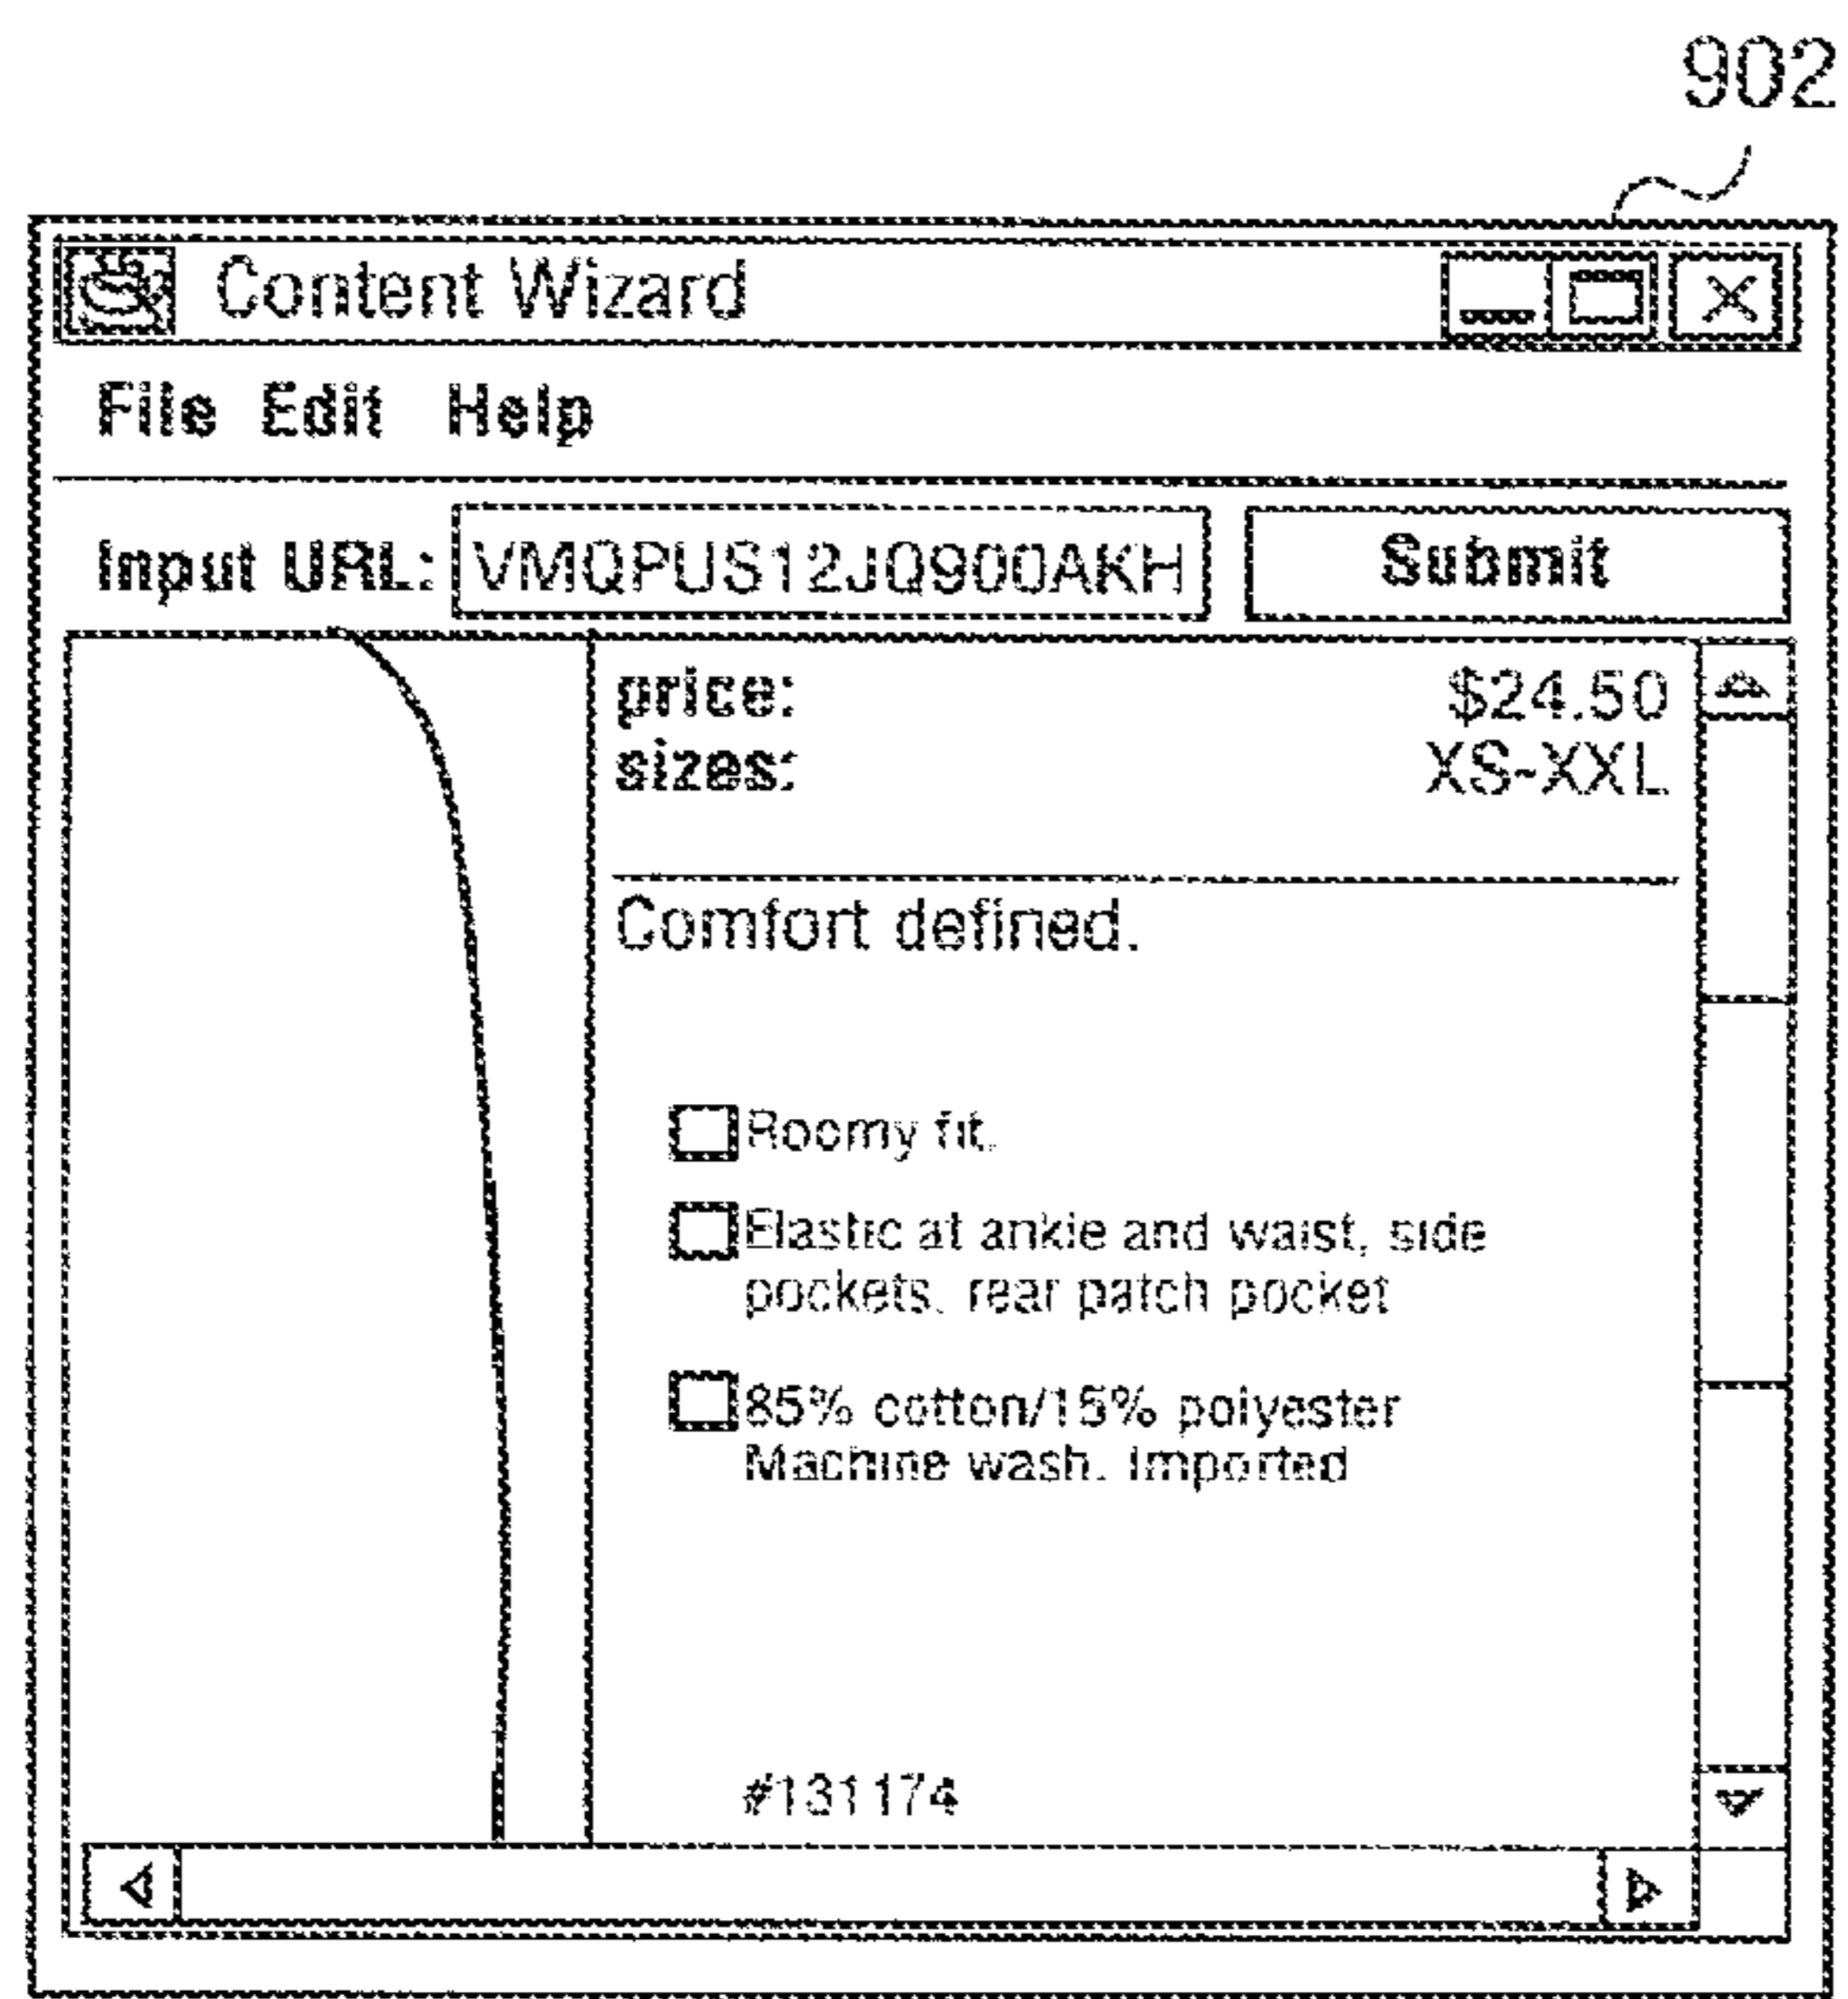 902
Content Wizard
File Edit Help
Input URL: VMQPUS12JQ900AKH Submit
price: $24.50
sizes: XS-XXL
Comfort defined.
Roomy fit.
Elastic at ankle and waist, side
pockets, rear patch pocket
85% cotton/15% polyester
Machine wash. Imported
#131174